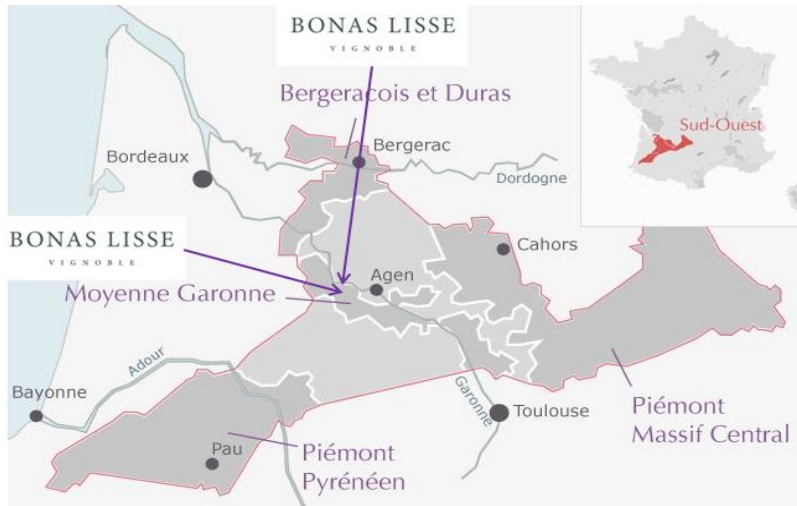 BONAS LISSE
VIGNOBLE
Bergeracois et Duras
Sud-Ouest
Bordeaux
Bergerac
Dordogne
BONAS LISSE
VIGNOBLE
Cahors
Agen
Moyenne Garonne
Adour
Bayonne
Garonne
Toulouse
Pau
Piémont
Pyrénéen
Piémont
Massif Central